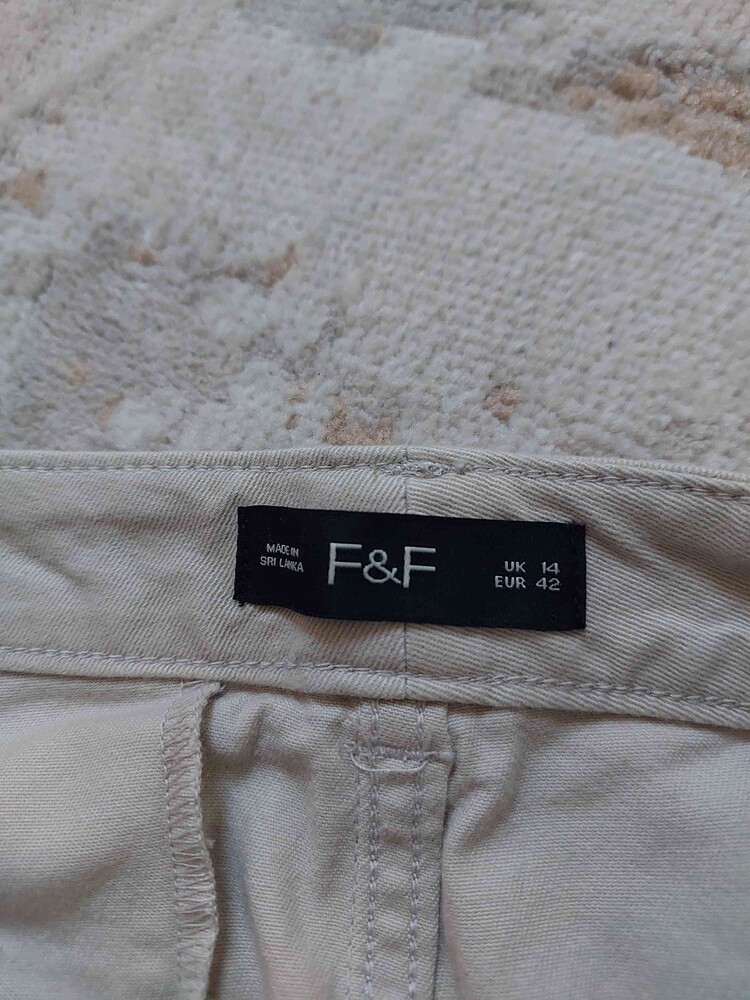 MADE IN
SRI LANKA
F&F
UK 14
EUR 42